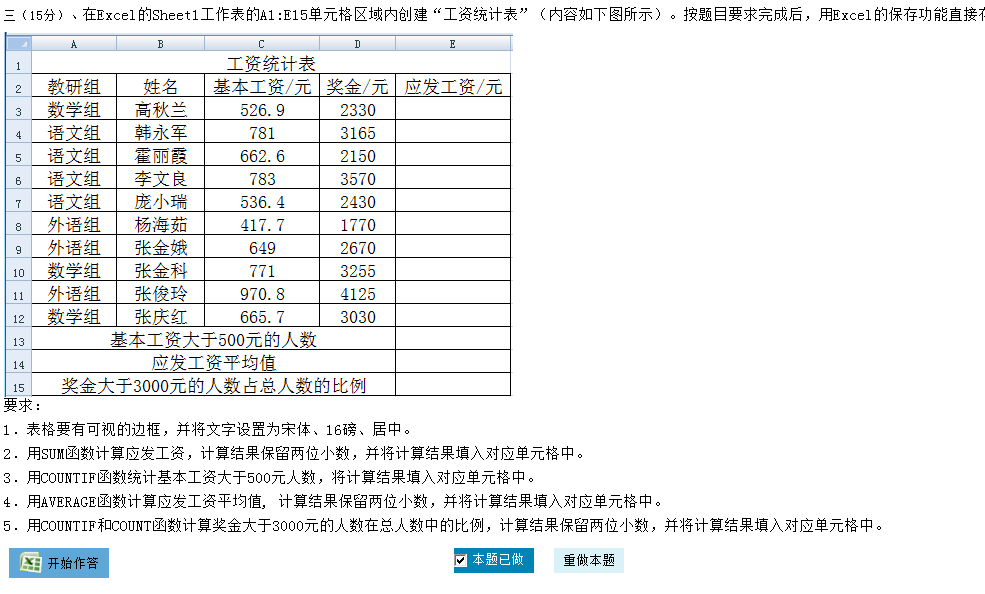 三（15分）、在Excel的Sheet1工作表的A1:E15单元格区域内创建“工资统计表”（内容如下图所示）。按题目要求完成后，用Excel的保存功能直接
A B C D E
1 工资统计表
2 教研组 姓名 基本工资/元 奖金/元 应发工资/元
3 数学组 高秋兰 526.9 2330
4 语文组 韩永军 781 3165
5 语文组 霍丽霞 662.6 2150
6 语文组 李文良 783 3570
7 语文组 庞小瑞 536.4 2430
8 外语组 杨海茹 417.7 1770
9 外语组 张金娥 649 2670
10 数学组 张金科 771 3255
11 外语组 张俊玲 970.8 4125
12 数学组 张庆红 665.7 3030
13 基本工资大于500元的人数
14 应发工资平均值
15 奖金大于3000元的人数占总人数的比例
要求：
1．表格要有可视的边框，并将文字设置为宋体、16磅、居中。
2．用SUM函数计算应发工资，计算结果保留两位小数，并将计算结果填入对应单元格中。
3．用COUNTIF函数统计基本工资大于500元人数，将计算结果填入对应单元格中。
4．用AVERAGE函数计算应发工资平均值, 计算结果保留两位小数，并将计算结果填入对应单元格中。
5．用COUNTIF和COUNT函数计算奖金大于3000元的人数在总人数中的比例，计算结果保留两位小数，并将计算结果填入对应单元格中。
开始作答 本题已做 重做本题